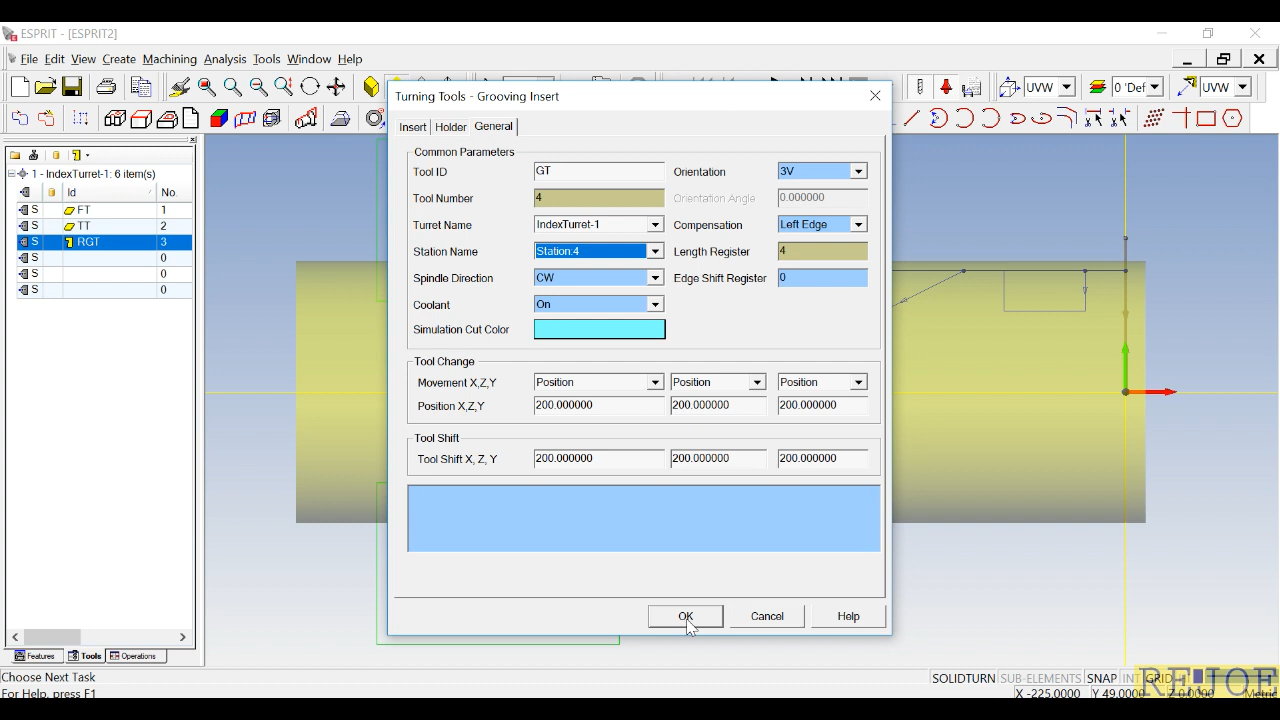 ESPRIT - [ESPRIT2]
File Edit View Create Machining Analysis Tools Window Help
UVW
0 'Def
UVW
Turning Tools - Grooving Insert
Insert Holder General
1 - IndexTurret-1: 6 item(s)
Id No.
S FT 1
S TT 2
S RGT 3
S 0
S 0
S 0
Common Parameters
Tool ID GT Orientation 3V
Tool Number 4 Orientation Angle 0.000000
Turret Name IndexTurret-1 Compensation Left Edge
Station Name Station:4 Length Register 4
Spindle Direction CW Edge Shift Register 0
Coolant On
Simulation Cut Color
Tool Change
Movement X,Z,Y Position Position Position
Position X,Z,Y 200.000000 200.000000 200.000000
Tool Shift
Tool Shift X, Z, Y 200.000000 200.000000 200.000000
OK Cancel Help
Features Tools Operations
Choose Next Task
SOLIDTURN SUB-ELEMENTS SNAP INT GRID
For Help, press F1
X -225.0000 Y 49.0000 Z 0.0000 Metric